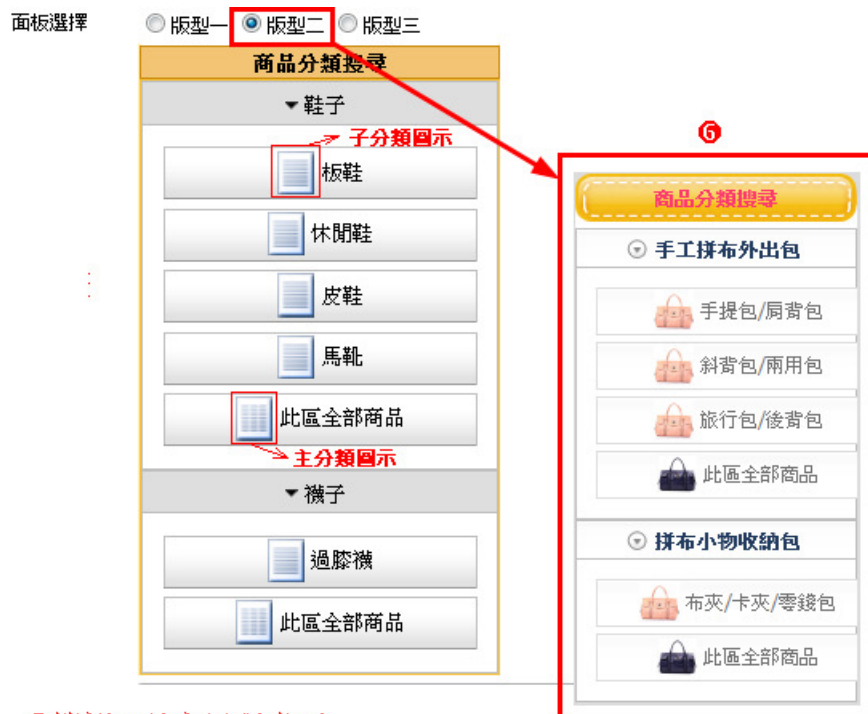 面板選擇
版型一 版型二 版型三
商品分類搜尋
鞋子
子分類圖示
板鞋
休閒鞋
皮鞋
馬靴
此區全部商品
主分類圖示
襪子
過膝襪
此區全部商品
6
商品分類搜尋
手工拼布外出包
手提包/肩背包
斜背包/兩用包
旅行包/後背包
此區全部商品
拼布小物收納包
布夾/卡夾/零錢包
此區全部商品